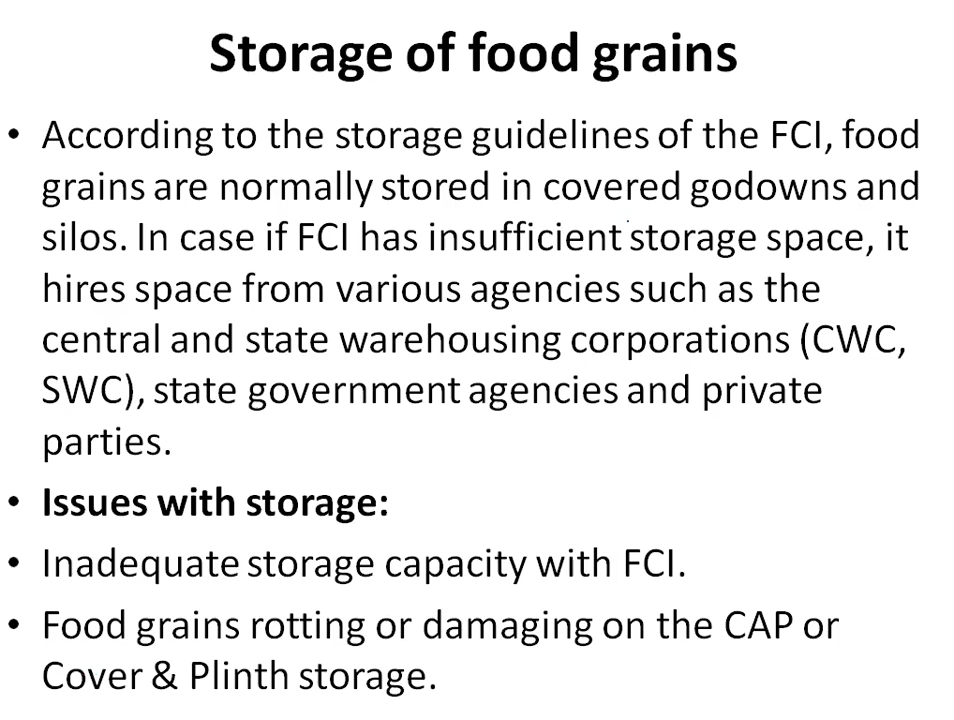 Storage of food grains
• According to the storage guidelines of the FCI, food
grains are normally stored in covered godowns and
silos. In case if FCI has insufficient storage space, it
hires space from various agencies such as the
central and state warehousing corporations (CWC,
SWC), state government agencies and private
parties.
• Issues with storage:
• Inadequate storage capacity with FCI.
• Food grains rotting or damaging on the CAP or
Cover & Plinth storage.